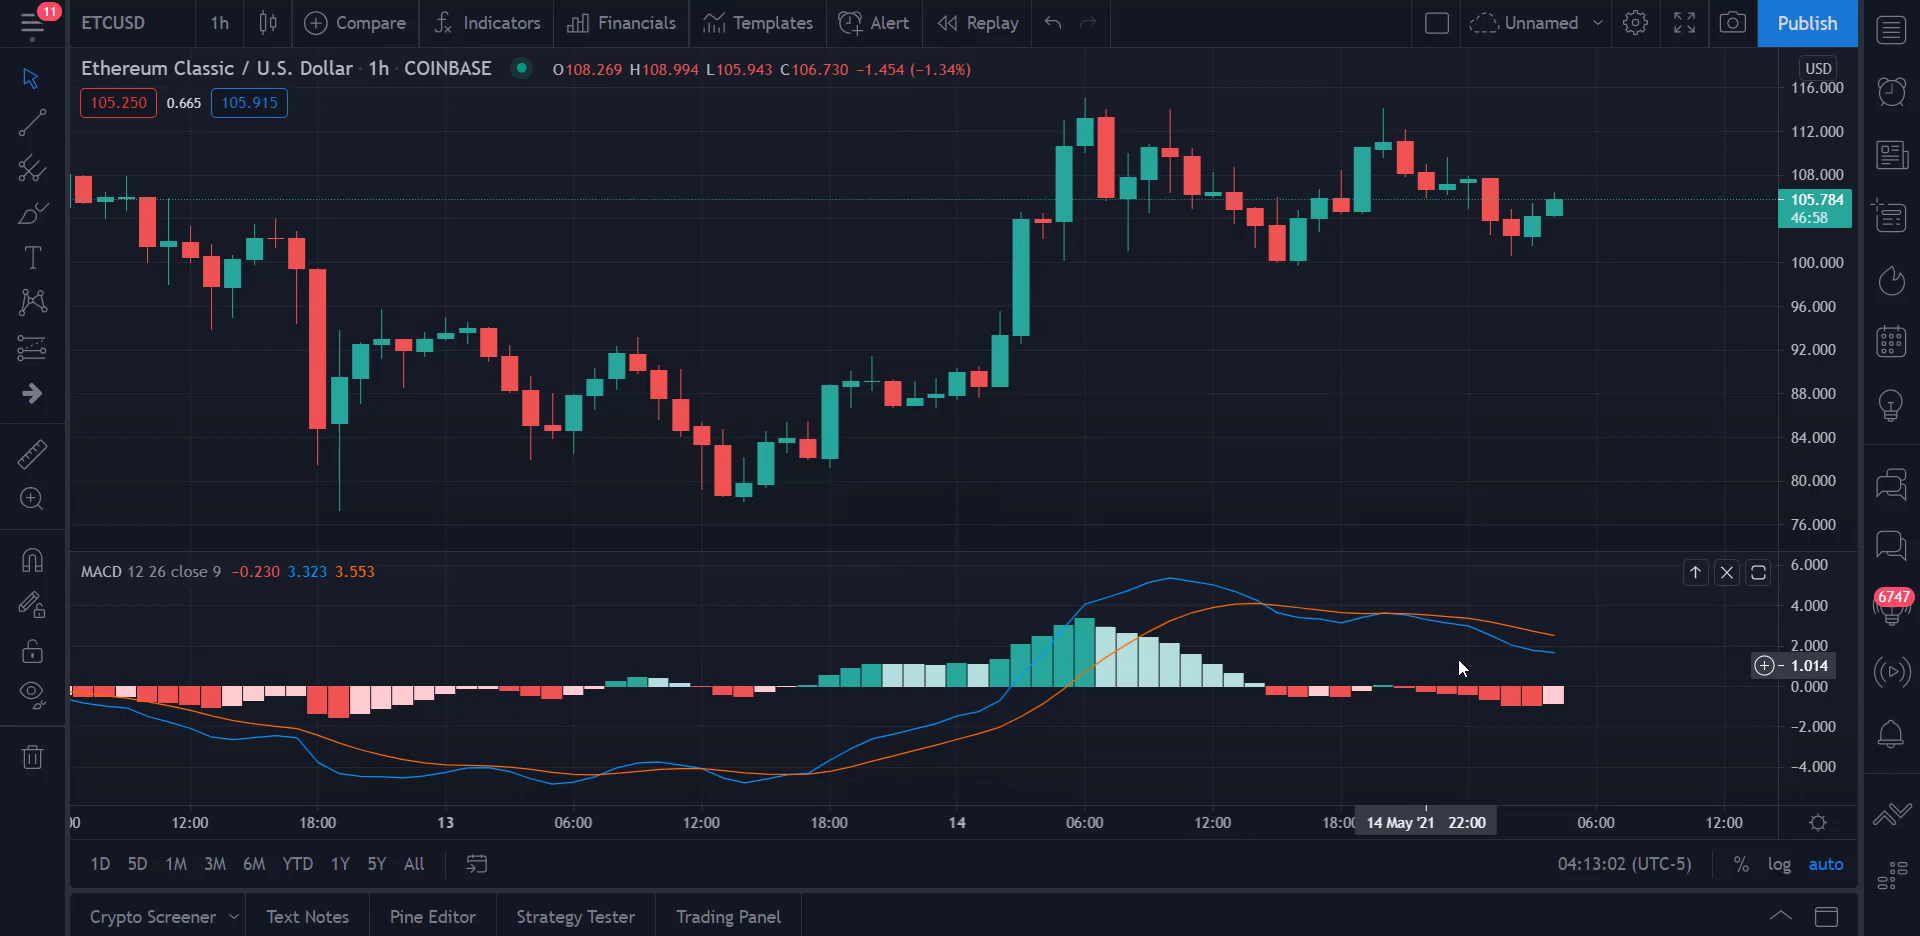 11
ETCUSD 1h Compare Indicators Financials Templates Alert Replay Unnamed Publish
Ethereum Classic / U.S. Dollar · 1h · COINBASE O108.269 H108.994 L105.943 C106.730 −1.454 (−1.34%)
105.250 0.665 105.915
USD
116.000
112.000
108.000
105.784
46:58
100.000
96.000
92.000
88.000
84.000
80.000
76.000
MACD 12 26 close 9 −0.230 3.323 3.553
6.000
4.000
2.000
1.014
0.000
−2.000
−4.000
6747
00 12:00 18:00 13 06:00 12:00 18:00 14 06:00 12:00 18:00 14 May '21 22:00 06:00 12:00
1D 5D 1M 3M 6M YTD 1Y 5Y All 04:13:02 (UTC-5) % log auto
Crypto Screener Text Notes Pine Editor Strategy Tester Trading Panel